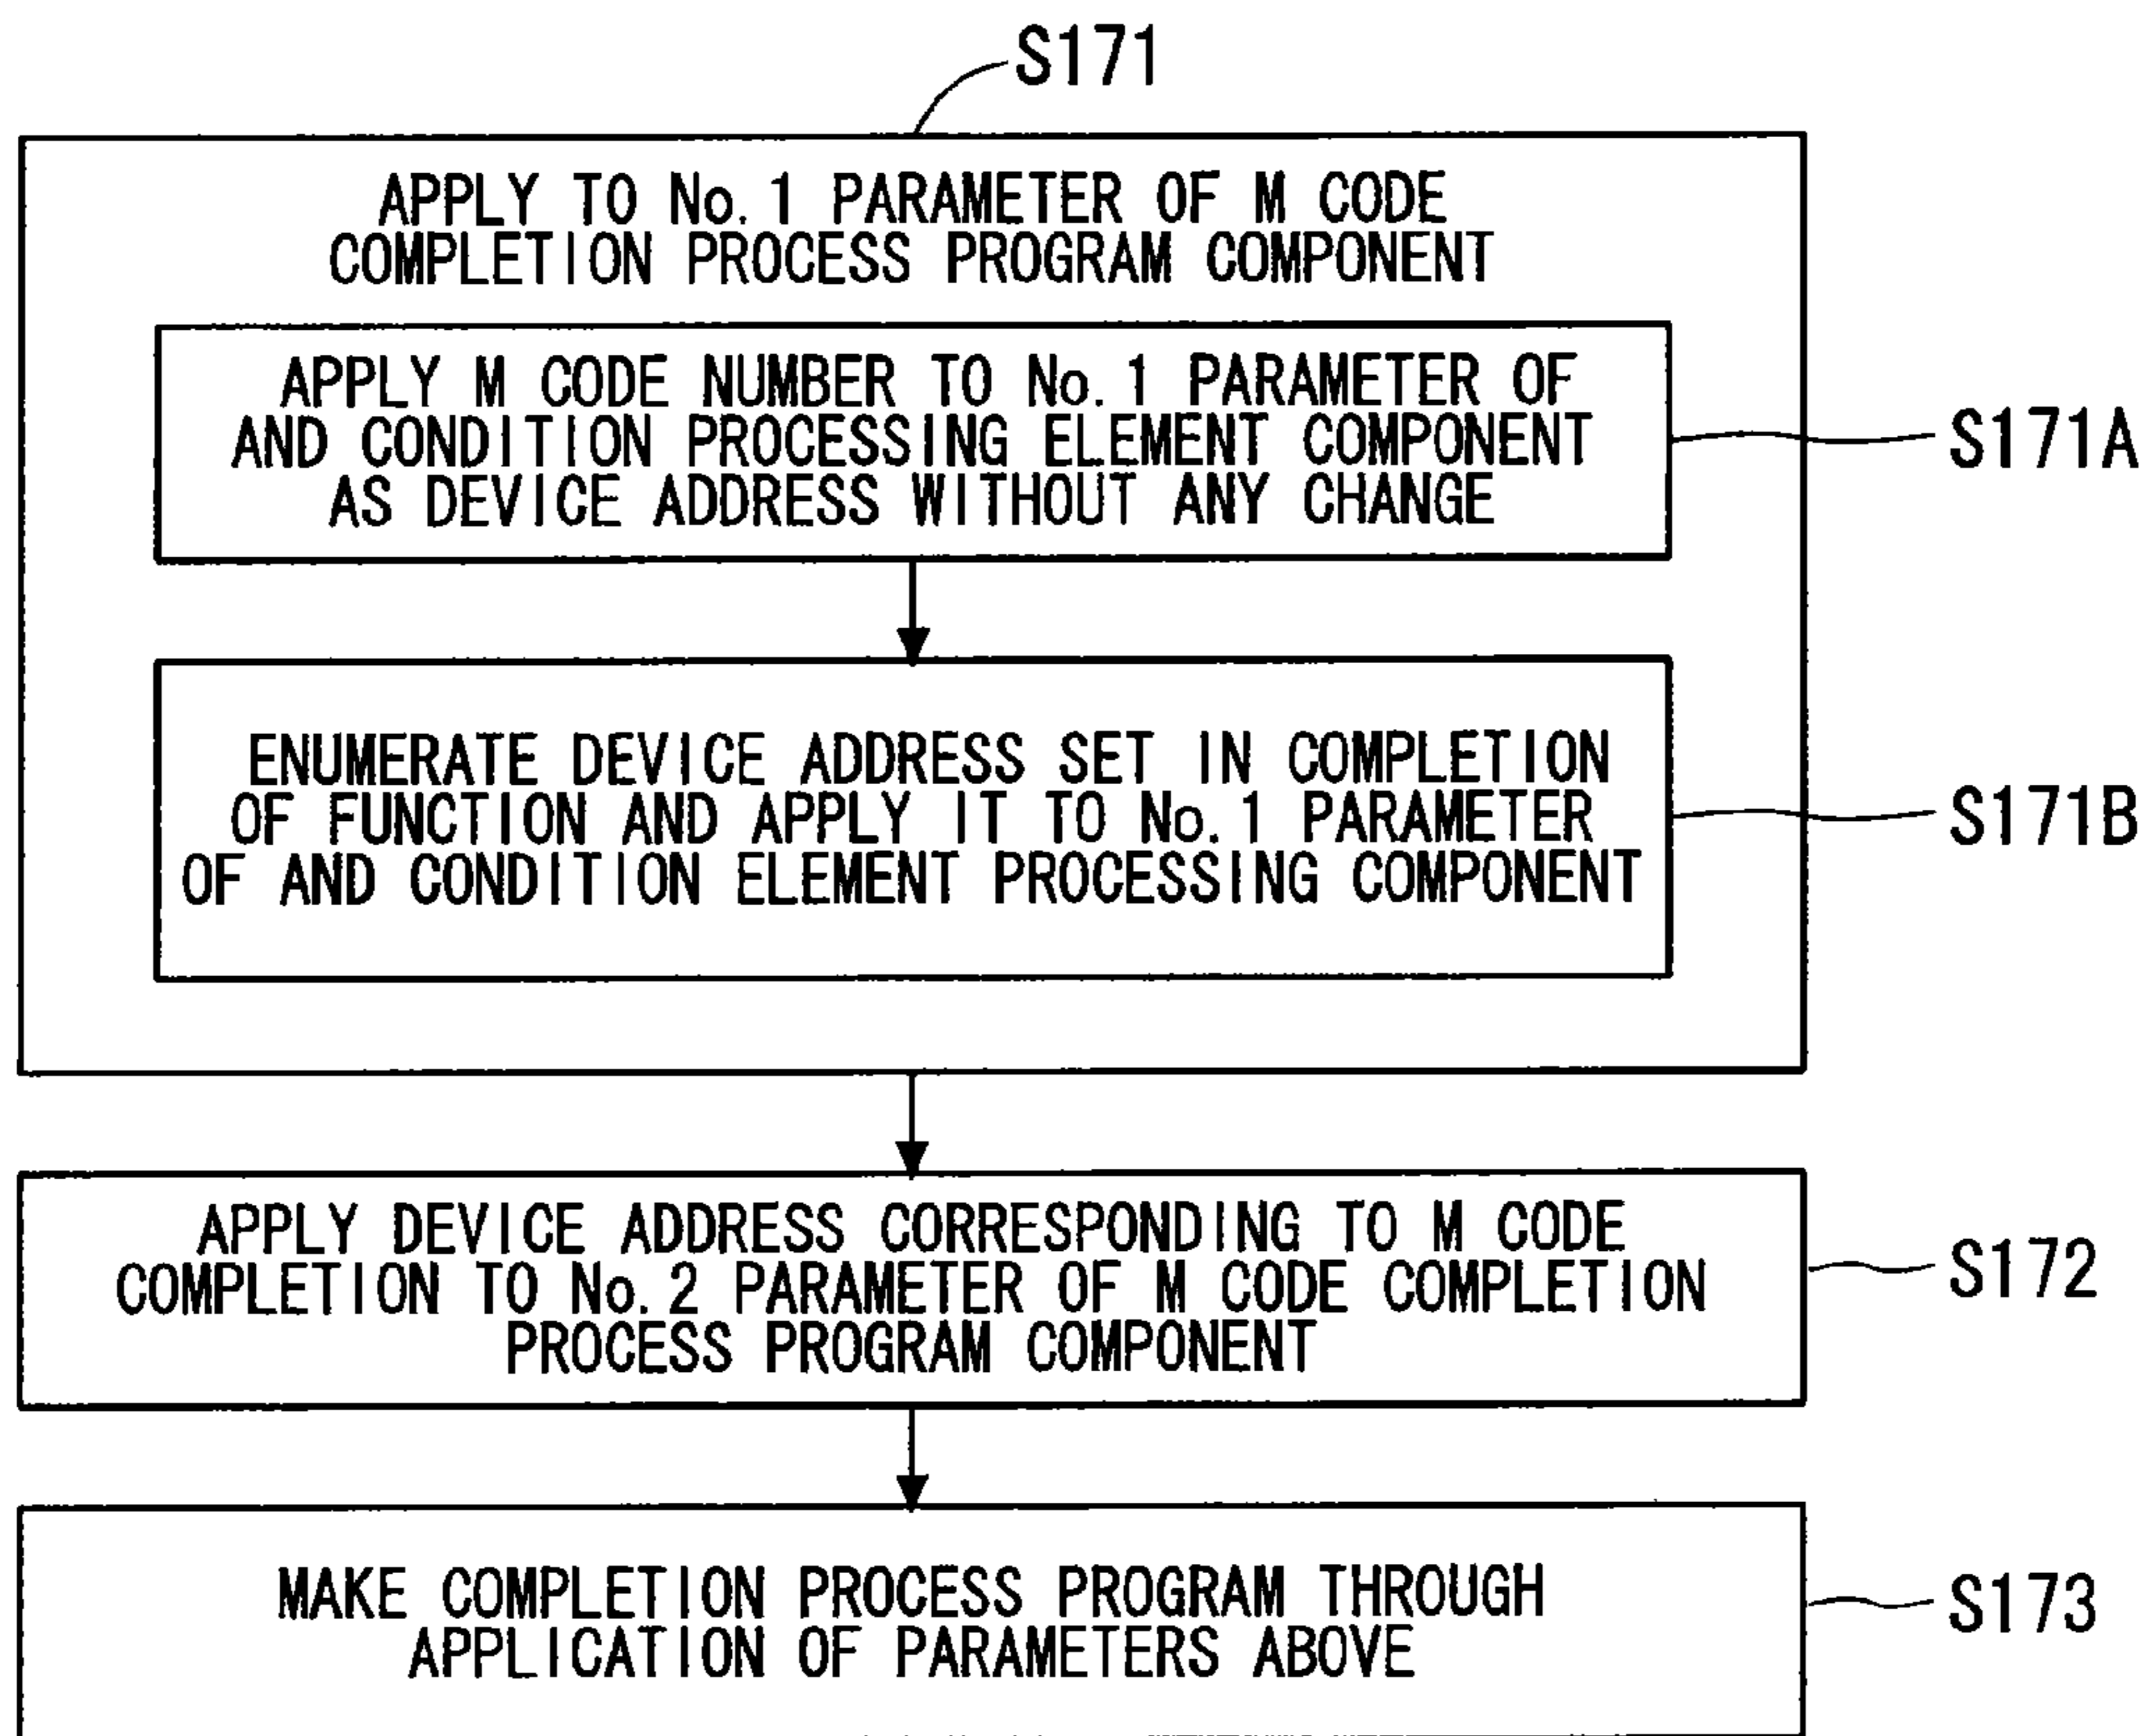 S171
APPLY TO No. 1 PARAMETER OF M CODE
COMPLETION PROCESS PROGRAM COMPONENT
APPLY M CODE NUMBER TO No. 1 PARAMETER OF
AND CONDITION PROCESSING ELEMENT COMPONENT
AS DEVICE ADDRESS WITHOUT ANY CHANGE
S171A
ENUMERATE DEVICE ADDRESS SET IN COMPLETION
OF FUNCTION AND APPLY IT TO No. 1 PARAMETER
OF AND CONDITION ELEMENT PROCESSING COMPONENT
S171B
APPLY DEVICE ADDRESS CORRESPONDING TO M CODE
COMPLETION TO No. 2 PARAMETER OF M CODE COMPLETION
PROCESS PROGRAM COMPONENT
S172
MAKE COMPLETION PROCESS PROGRAM THROUGH
APPLICATION OF PARAMETERS ABOVE
S173